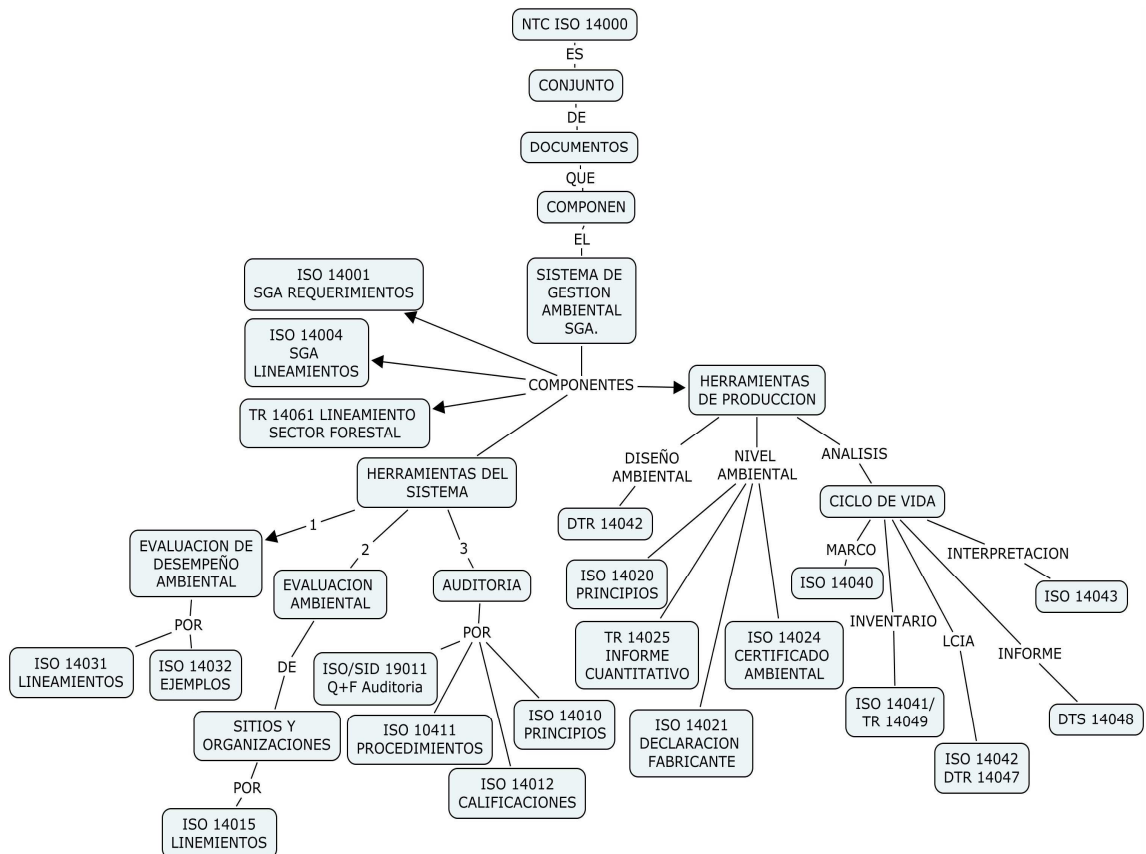 NTC ISO 14000
ES
CONJUNTO
DE
DOCUMENTOS
QUE
COMPONEN
EL
SISTEMA DE
GESTION
AMBIENTAL
SGA.
ISO 14001
SGA REQUERIMIENTOS
ISO 14004
SGA
LINEAMIENTOS
TR 14061 LINEAMIENTO
SECTOR FORESTAL
COMPONENTES
HERRAMIENTAS
DE PRODUCCION
HERRAMIENTAS DEL
SISTEMA
1
2
3
EVALUACION DE
DESEMPEÑO
AMBIENTAL
POR
ISO 14031
LINEAMIENTOS
ISO 14032
EJEMPLOS
EVALUACION
AMBIENTAL
DE
SITIOS Y
ORGANIZACIONES
POR
ISO 14015
LINEMIENTOS
AUDITORIA
POR
ISO/SID 19011
Q+F Auditoria
ISO 10411
PROCEDIMIENTOS
ISO 14012
CALIFICACIONES
ISO 14010
PRINCIPIOS
DISEÑO
AMBIENTAL
DTR 14042
NIVEL
AMBIENTAL
ISO 14020
PRINCIPIOS
TR 14025
INFORME
CUANTITATIVO
ISO 14021
DECLARACION
FABRICANTE
ISO 14024
CERTIFICADO
AMBIENTAL
ANALISIS
CICLO DE VIDA
MARCO
ISO 14040
INVENTARIO
ISO 14041/
TR 14049
LCIA
ISO 14042
DTR 14047
INFORME
DTS 14048
INTERPRETACION
ISO 14043